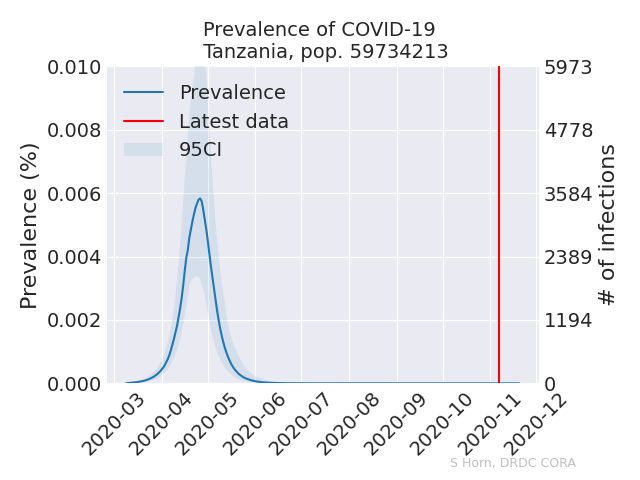 Prevalence of COVID-19
Tanzania, pop. 59734213
Prevalence
Latest data
95CI
Prevalence (%)
0.010
0.008
0.006
0.004
0.002
0.000
5973
4778
3584
2389
1194
0
# of infections
2020-03
2020-04
2020-05
2020-06
2020-07
2020-08
2020-09
2020-10
2020-11
2020-12
S Horn, DRDC CORA